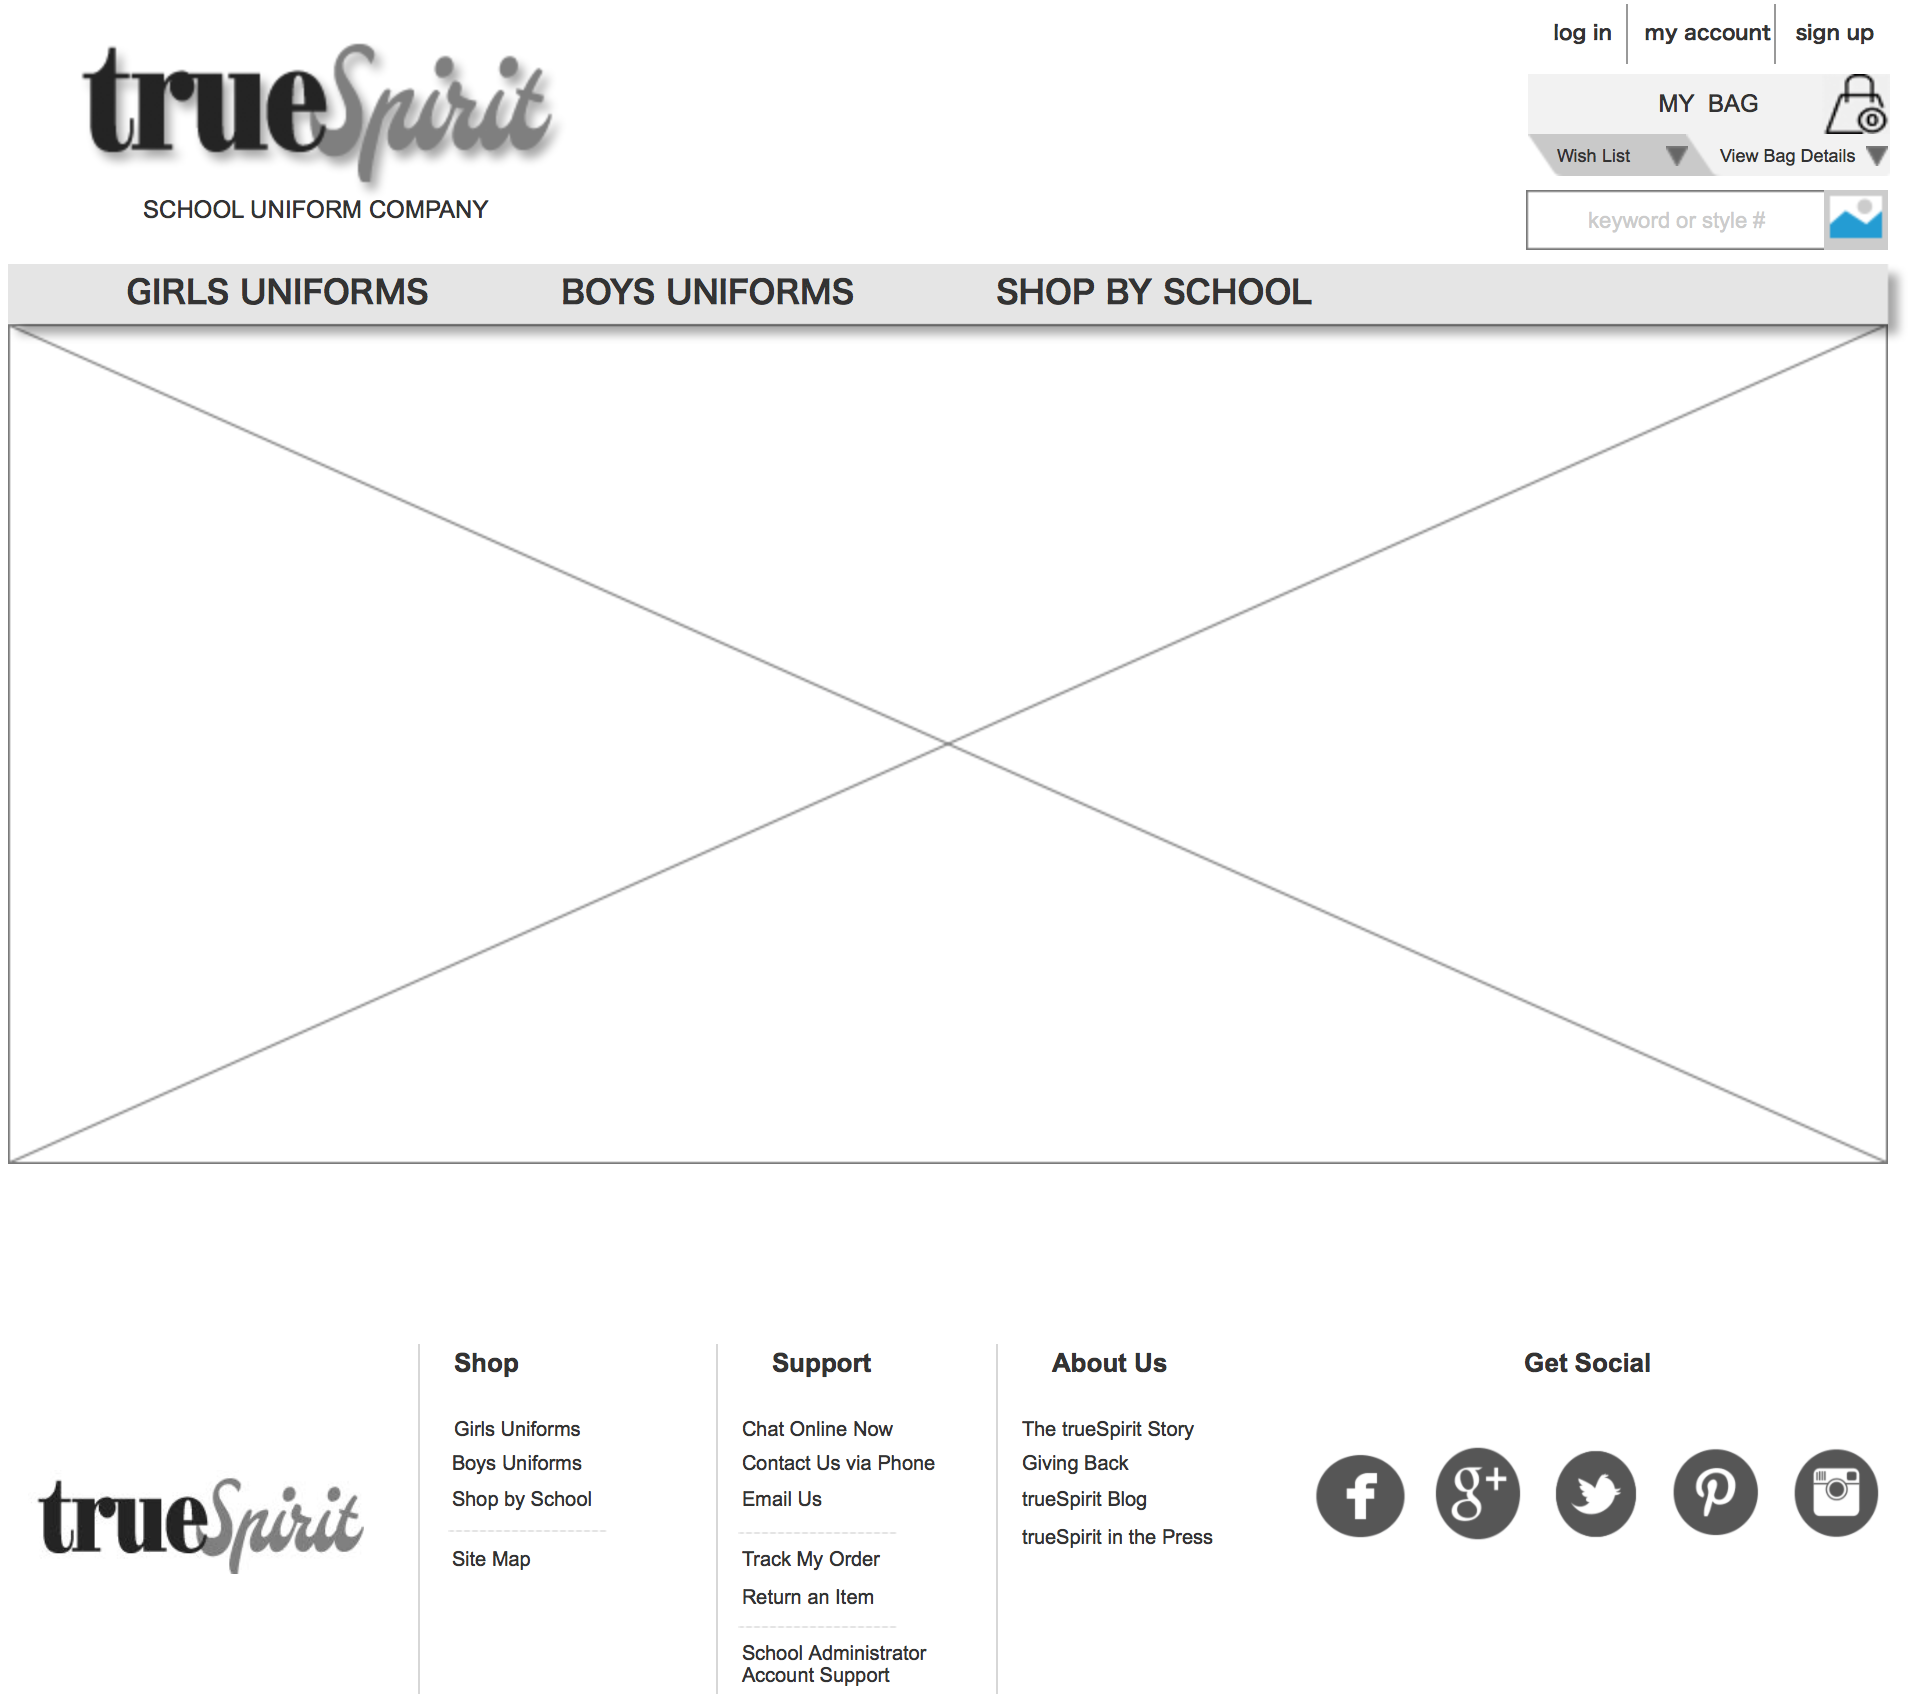 log in
my account
sign up
trueSpirit
SCHOOL UNIFORM COMPANY
MY BAG
0
Wish List
View Bag Details
keyword or style #
GIRLS UNIFORMS
BOYS UNIFORMS
SHOP BY SCHOOL
trueSpirit
Shop
Girls Uniforms
Boys Uniforms
Shop by School
Site Map
Support
Chat Online Now
Contact Us via Phone
Email Us
Track My Order
Return an Item
School Administrator
Account Support
About Us
The trueSpirit Story
Giving Back
trueSpirit Blog
trueSpirit in the Press
Get Social
f
g+